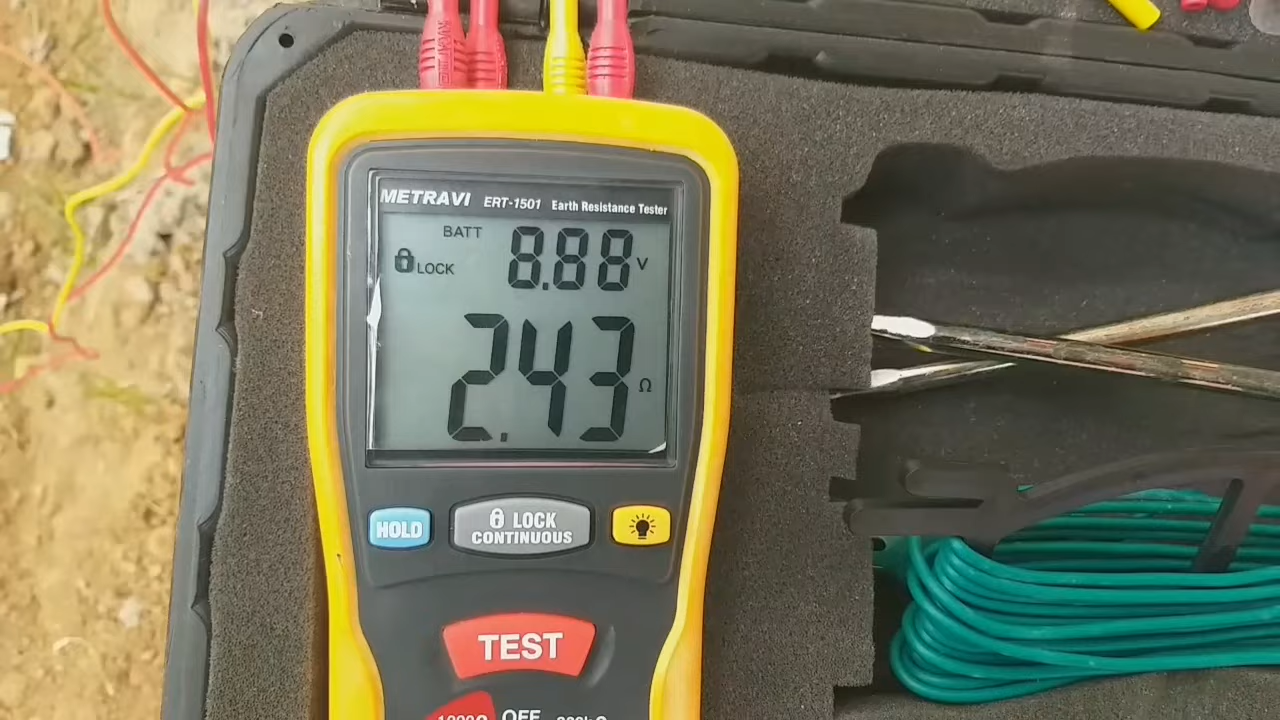 METRAVI ERT-1501 Earth Resistance Tester
BATT 8.88 V
LOCK
2.43 Ω
HOLD
LOCK
CONTINUOUS
TEST
OFF